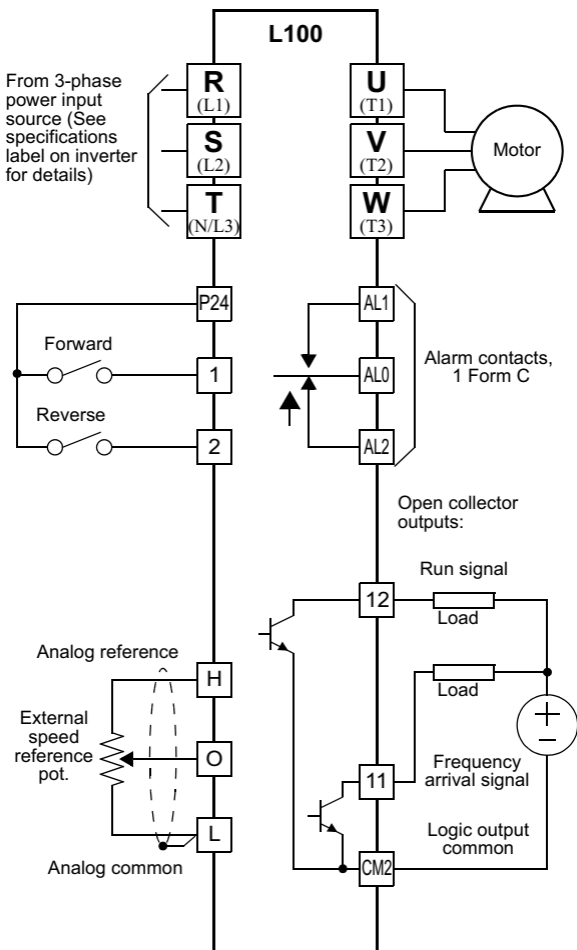 L100
From 3-phase
power input
source (See
specifications
label on inverter
for details)
R
(L1)
S
(L2)
T
(N/L3)
U
(T1)
V
(T2)
W
(T3)
Motor
P24
Forward
1
Reverse
2
AL1
AL0
AL2
Alarm contacts,
1 Form C
Open collector
outputs:
Run signal
12
Load
Load
+
–
11
Frequency
arrival signal
Logic output
common
CM2
Analog reference
H
External
speed
reference
pot.
O
L
Analog common